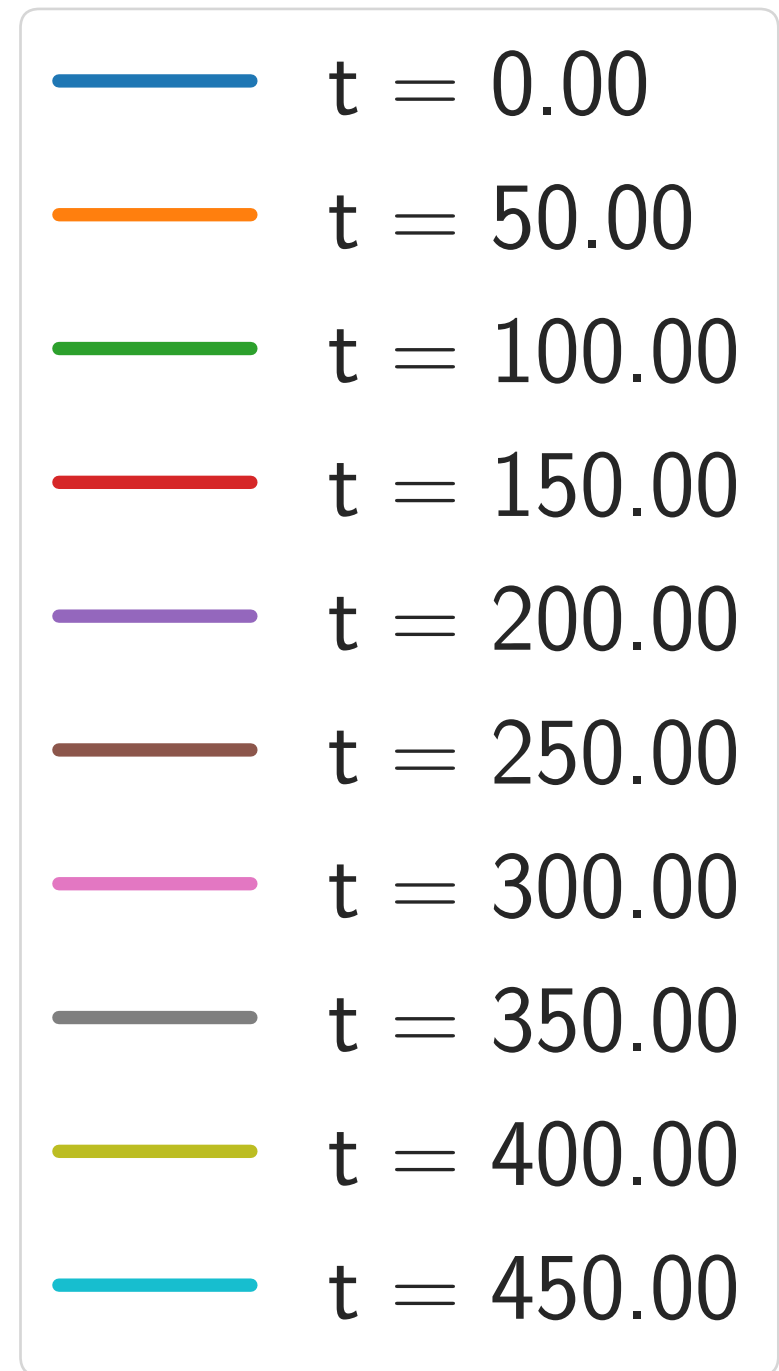 t = 0.00
t = 50.00
t = 100.00
t = 150.00
t = 200.00
t = 250.00
t = 300.00
t = 350.00
t = 400.00
t = 450.00